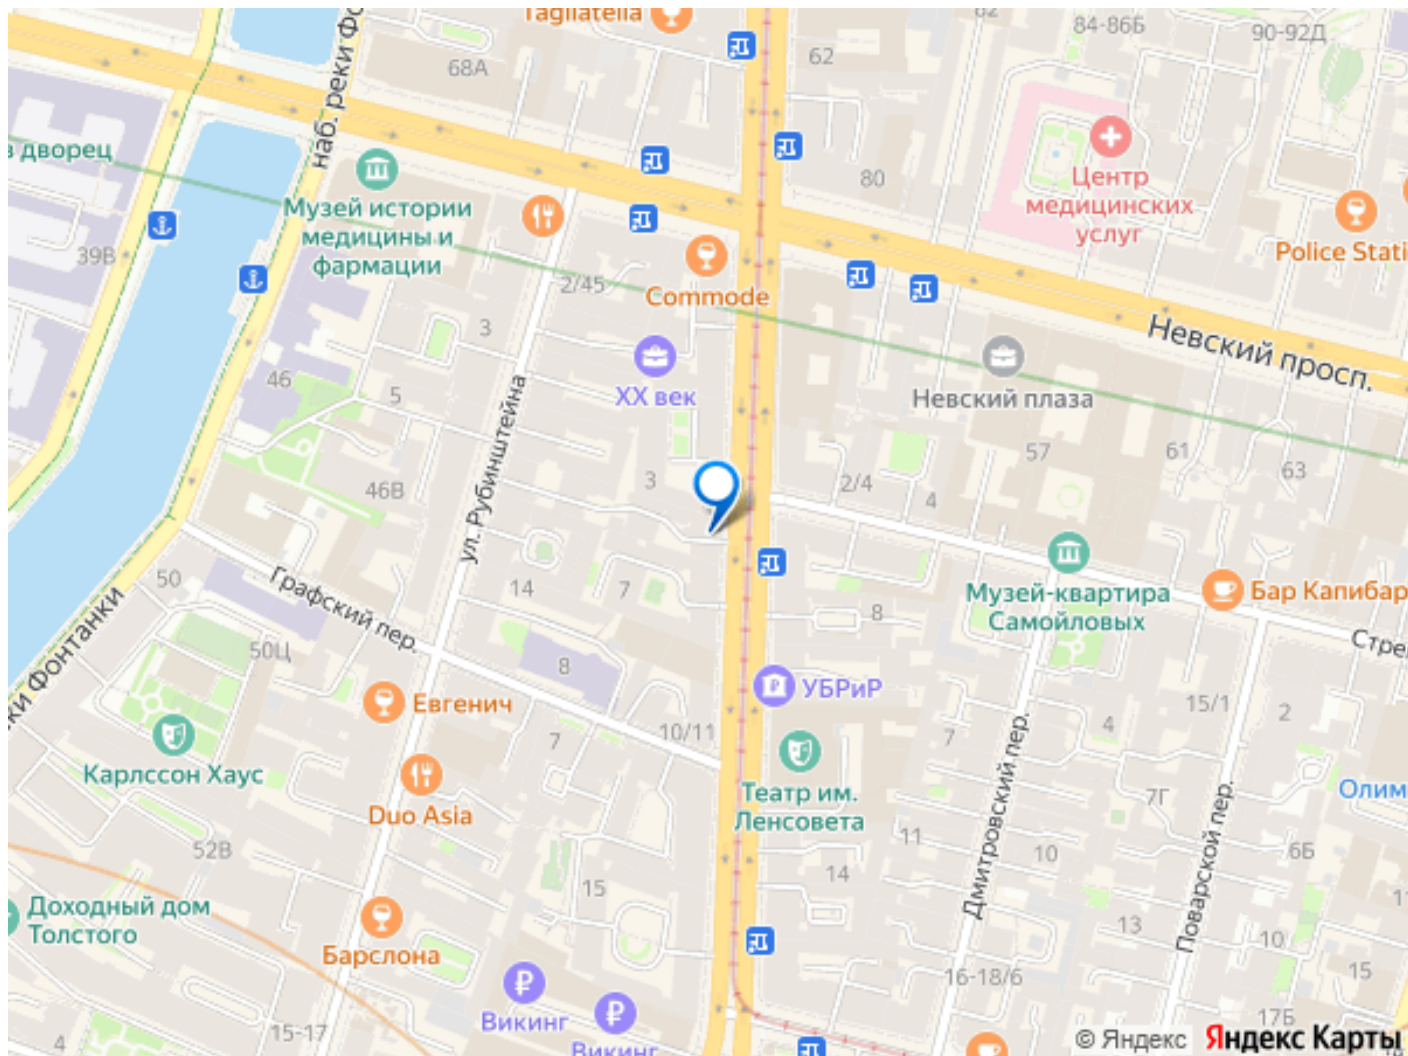 Tagliatella
62
84-86Б
90-92Д
68А
62
наб. реки Фо
в дворец
Музей истории
медицины и
фармации
39В
80
Центр
медицинских
услуг
Police Stati
2/45
Commode
3
Невский просп.
XX век
Невский плаза
46
5
ул. Рубинштейна
46В
3
2/4
4
57
61
63
50
Графский пер.
14
7
8
Музей-квартира
Самойловых
Бар Капибар
Стре
ки Фонтанки
50Ц
8
УБРиР
Евгенич
10/11
7
7
4
15/1
2
Карлссон Хаус
Duo Asia
Театр им.
Ленсовета
Дмитровский пер.
7Г
Поварской пер.
Олим
52В
11
10
6Б
14
15
Доходный дом
Толстого
Барслона
13
10
11
16-18/6
15
Викинг
Викинг
15-17
4
17Б
© Яндекс Яндекс Карты